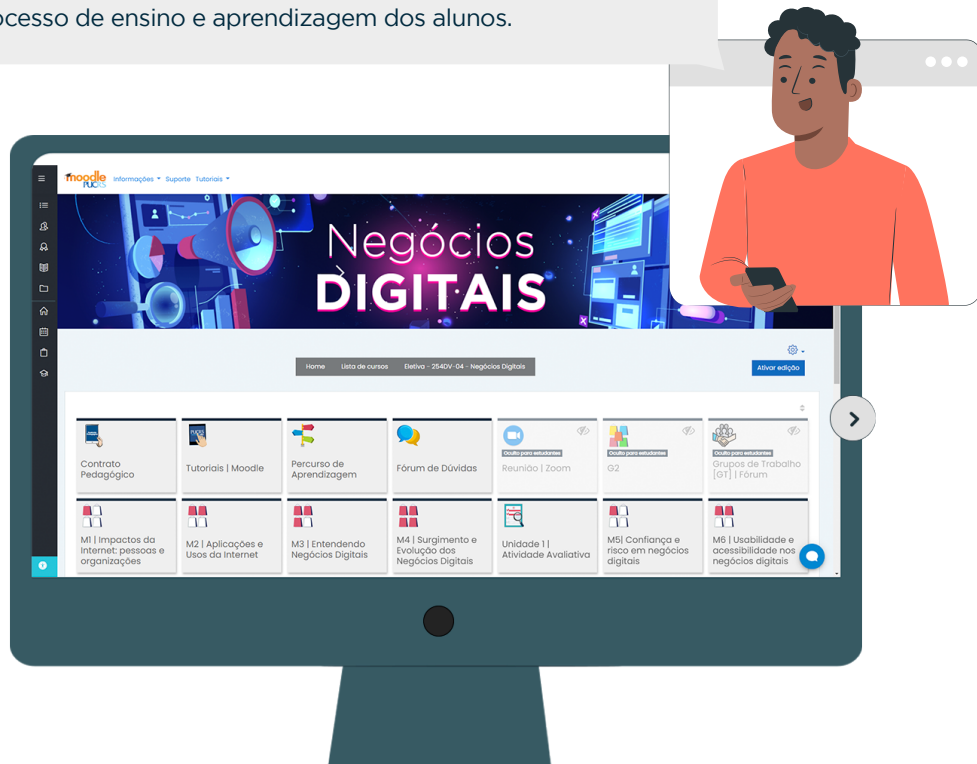 ocesso de ensino e aprendizagem dos alunos.
moodle
PUCRS
Informações Suporte Tutoriais
Negócios
DIGITAIS
Home Lista de cursos Eletiva - 254DV-04 - Negócios Digitais
Ativar edição
Contrato
Pedagógico
Tutoriais | Moodle
Percurso de
Aprendizagem
Fórum de Dúvidas
Oculto para estudantes
Reunião | Zoom
Oculto para estudantes
G2
Oculto para estudantes
Grupos de Trabalho
[GT] | Fórum
M1 | Impactos da
Internet: pessoas e
organizações
M2 | Aplicações e
Usos da Internet
M3 | Entendendo
Negócios Digitais
M4 | Surgimento e
Evolução dos
Negócios Digitais
Unidade 1 |
Atividade Avaliativa
M5| Confiança e
risco em negócios
digitais
M6 | Usabilidade e
acessibilidade nos
negócios digitais